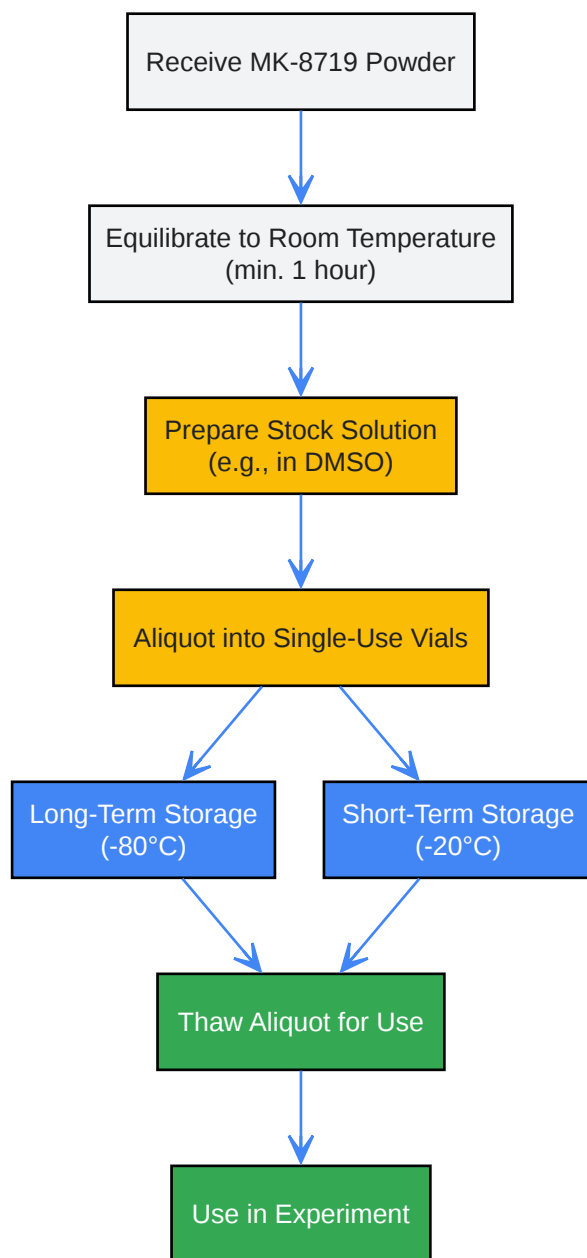 Receive MK-8719 Powder
Equilibrate to Room Temperature
(min. 1 hour)
Prepare Stock Solution
(e.g., in DMSO)
Aliquot into Single-Use Vials
Long-Term Storage
(-80°C)
Short-Term Storage
(-20°C)
Thaw Aliquot for Use
Use in Experiment